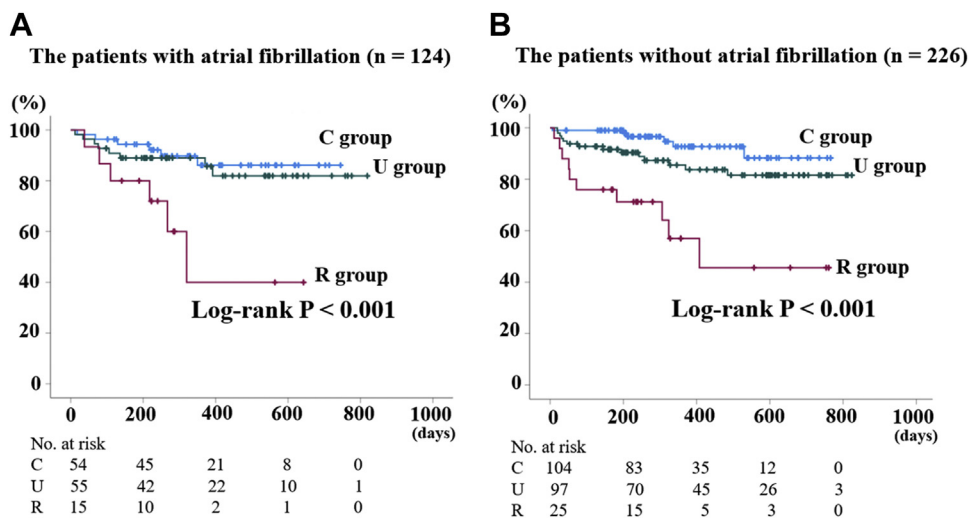 A
The patients with atrial fibrillation (n = 124)
(%)
100
80
60
40
20
0
C group
U group
R group
Log-rank P < 0.001
0 200 400 600 800 1000
(days)
No. at risk
C 54 45 21 8 0
U 55 42 22 10 1
R 15 10 2 1 0
B
The patients without atrial fibrillation (n = 226)
(%)
100
80
60
40
20
0
C group
U group
R group
Log-rank P < 0.001
0 200 400 600 800 1000
(days)
No. at risk
C 104 83 35 12 0
U 97 70 45 26 3
R 25 15 5 3 0